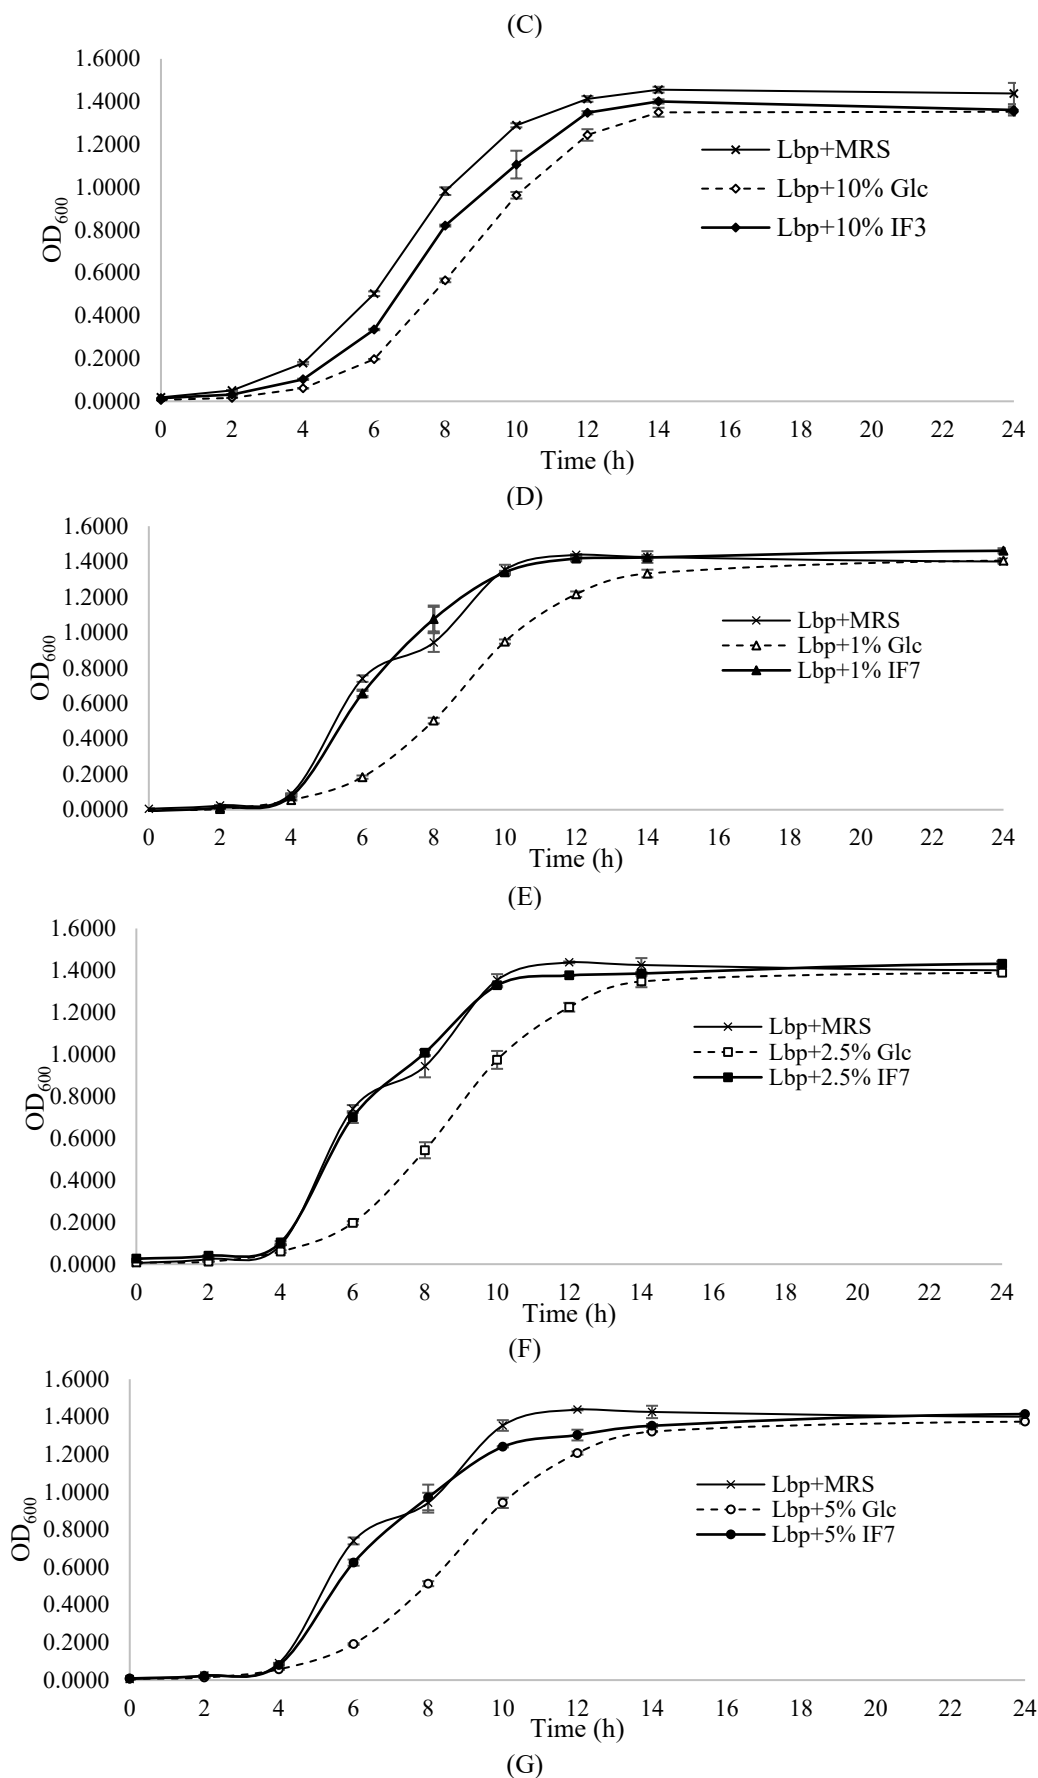 (C)
1.6000
1.4000
1.2000
1.0000
0.8000
0.6000
0.4000
0.2000
0.0000
OD600
Lbp+MRS
Lbp+10% Glc
Lbp+10% IF3
0 2 4 6 8 10 12 14 16 18 20 22 24
Time (h)
(D)
1.6000
1.4000
1.2000
1.0000
0.8000
0.6000
0.4000
0.2000
0.0000
OD600
Lbp+MRS
Lbp+1% Glc
Lbp+1% IF7
0 2 4 6 8 10 12 14 16 18 20 22 24
Time (h)
(E)
1.6000
1.4000
1.2000
1.0000
0.8000
0.6000
0.4000
0.2000
0.0000
OD600
Lbp+MRS
Lbp+2.5% Glc
Lbp+2.5% IF7
0 2 4 6 8 10 12 14 16 18 20 22 24
Time (h)
(F)
1.6000
1.4000
1.2000
1.0000
0.8000
0.6000
0.4000
0.2000
0.0000
OD600
Lbp+MRS
Lbp+5% Glc
Lbp+5% IF7
0 2 4 6 8 10 12 14 16 18 20 22 24
Time (h)
(G)